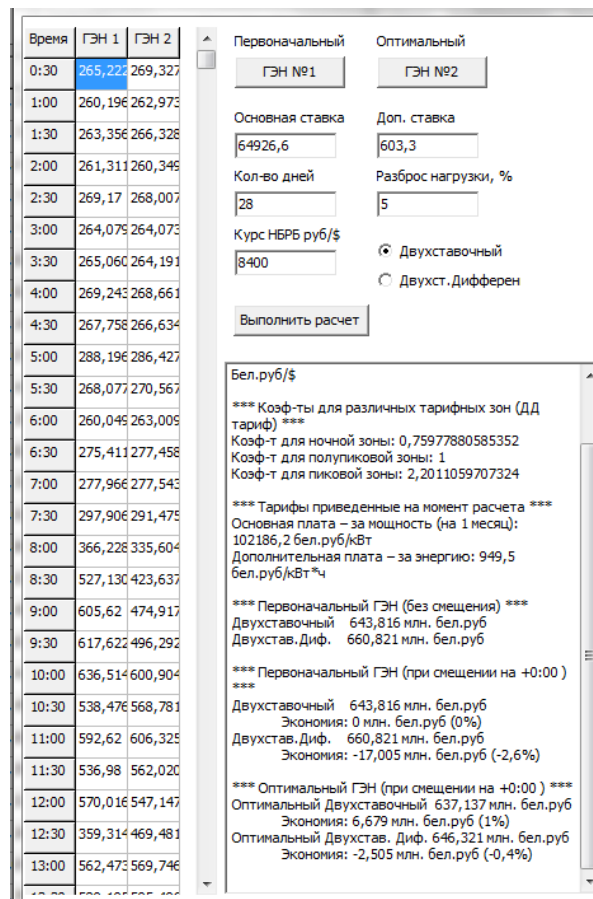 Время ГЭН 1 ГЭН 2
0:30 265,222 269,327
1:00 260,196 262,973
1:30 263,356 266,328
2:00 261,311 260,349
2:30 269,17 268,007
3:00 264,079 264,073
3:30 265,060 264,191
4:00 269,243 268,661
4:30 267,758 266,634
5:00 288,196 286,427
5:30 268,077 270,567
6:00 260,049 263,009
6:30 275,411 277,458
7:00 277,966 277,543
7:30 297,906 291,475
8:00 366,228 335,604
8:30 527,130 423,637
9:00 605,62 474,917
9:30 617,622 496,292
10:00 636,514 600,904
10:30 538,476 568,781
11:00 592,62 606,325
11:30 536,98 562,020
12:00 570,016 547,147
12:30 359,314 469,481
13:00 562,473 569,746
Первоначальный Оптимальный
ГЭН №1 ГЭН №2
Основная ставка Доп. ставка
64926,6 603,3
Кол-во дней Разброс нагрузки, %
28 5
Курс НБРБ руб/$
8400
Двухставочный
Двухст.Дифферен
Выполнить расчет
Бел.руб/$
*** Коэф-ты для различных тарифных зон (ДД
тариф) ***
Коэф-т для ночной зоны: 0,75977880585352
Коэф-т для полупиковой зоны: 1
Коэф-т для пиковой зоны: 2,2011059707324
*** Тарифы приведенные на момент расчета ***
Основная плата – за мощность (на 1 месяц):
102186,2 бел.руб/кВт
Дополнительная плата – за энергию: 949,5
бел.руб/кВт*ч
*** Первоначальный ГЭН (без смещения) ***
Двухставочный 643,816 млн. бел.руб
Двухстав.Диф. 660,821 млн. бел.руб
*** Первоначальный ГЭН (при смещении на +0:00 )
***
Двухставочный 643,816 млн. бел.руб
Экономия: 0 млн. бел.руб (0%)
Двухстав.Диф. 660,821 млн. бел.руб
Экономия: -17,005 млн. бел.руб (-2,6%)
*** Оптимальный ГЭН (при смещении на +0:00 ) ***
Оптимальный Двухставочный 637,137 млн. бел.руб
Экономия: 6,679 млн. бел.руб (1%)
Оптимальный Двухстав. Диф. 646,321 млн. бел.руб
Экономия: -2,505 млн. бел.руб (-0,4%)